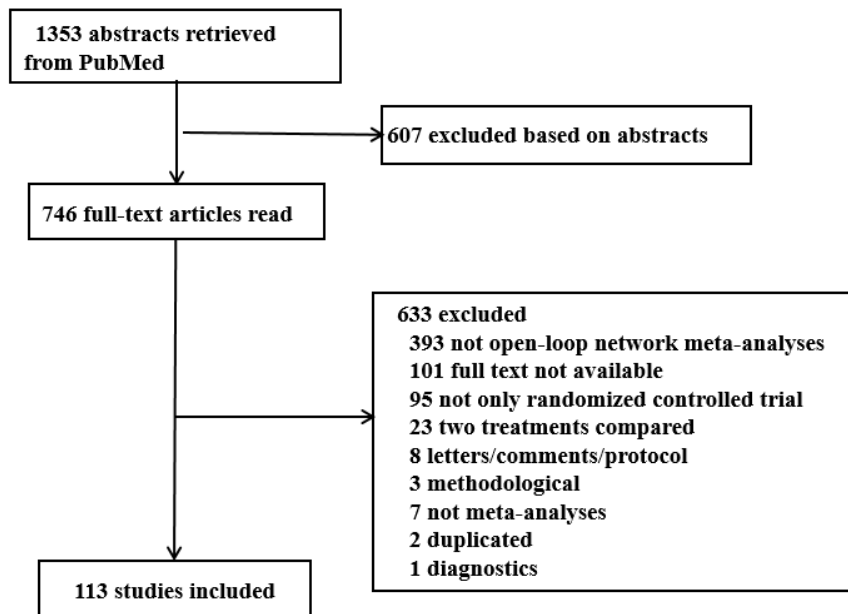 1353 abstracts retrieved
from PubMed
607 excluded based on abstracts
746 full-text articles read
633 excluded
393 not open-loop network meta-analyses
101 full text not available
95 not only randomized controlled trial
23 two treatments compared
8 letters/comments/protocol
3 methodological
7 not meta-analyses
2 duplicated
1 diagnostics
113 studies included